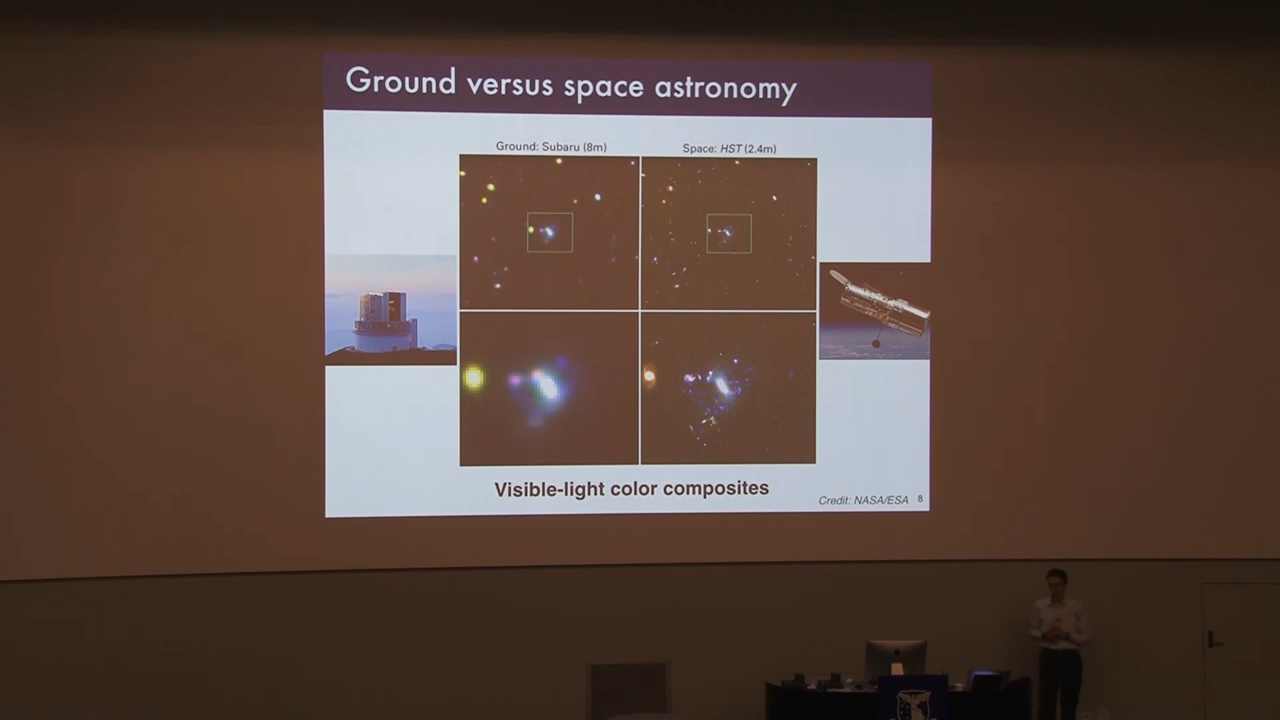 Ground versus space astronomy
Ground: Subaru (8m)
Space: HST (2.4m)
Visible-light color composites
Credit: NASA/ESA
8